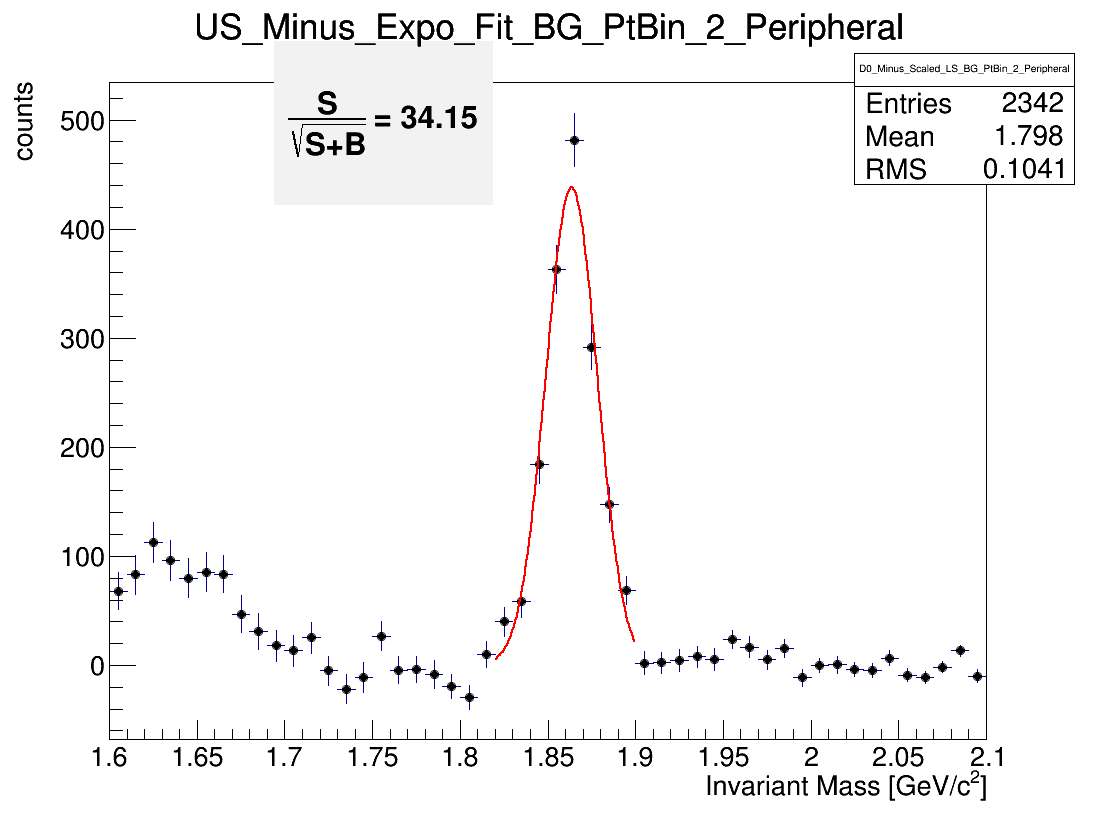 US_Minus_Expo_Fit_BG_PtBin_2_Peripheral
counts
S
√S+B
= 34.15
D0_Minus_Scaled_LS_BG_PtBin_2_Peripheral
Entries 2342
Mean 1.798
RMS 0.1041
500
400
300
200
100
0
1.6 1.65 1.7 1.75 1.8 1.85 1.9 1.95 2 2.05 2.1
Invariant Mass [GeV/c²]